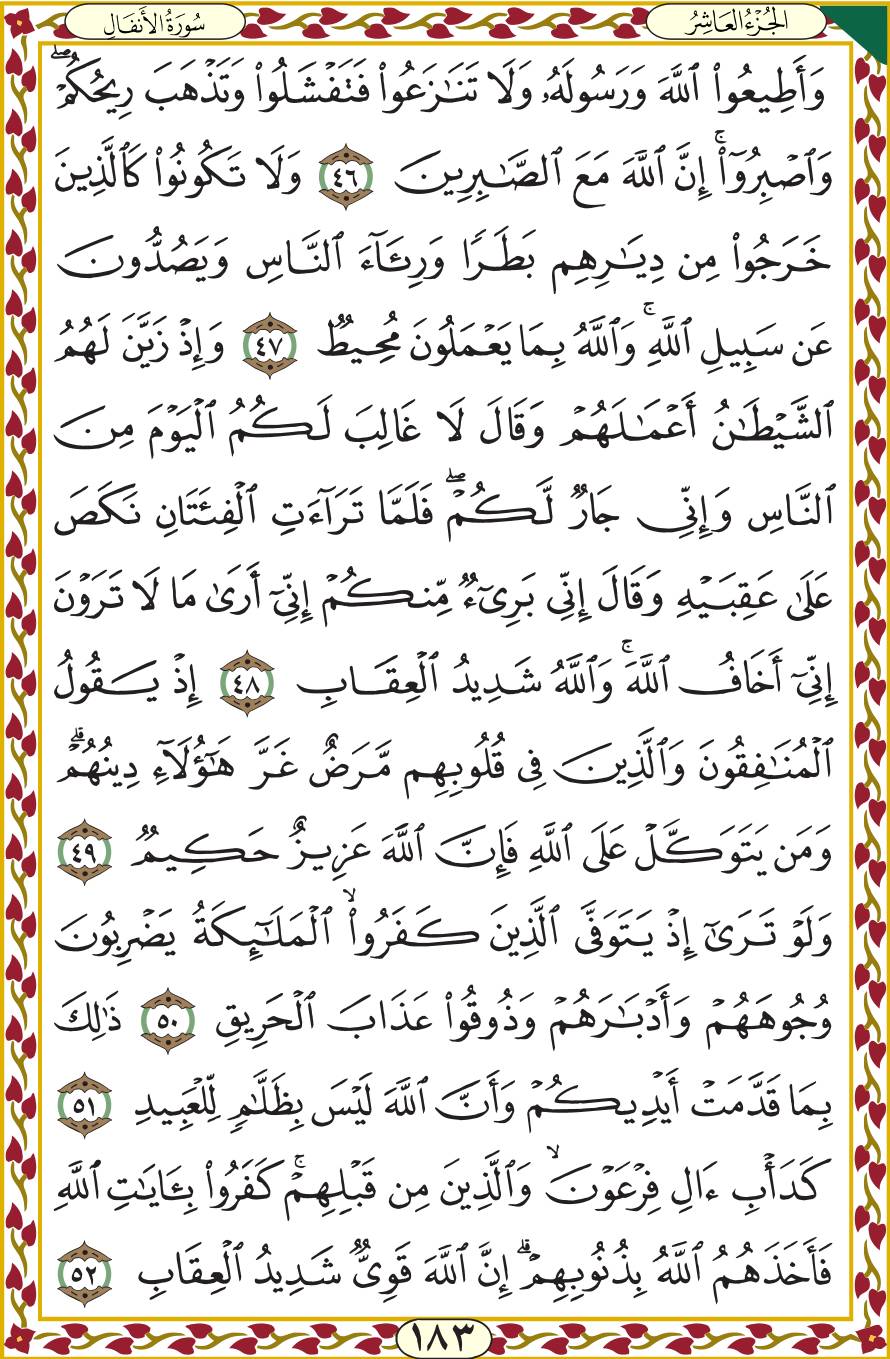 الجُزْءُ العَاشِرُ
سُورَةُ الأَنفَالِ
وَأَطِيعُوا۟ ٱللَّهَ وَرَسُولَهُۥ وَلَا تَنَـٰزَعُوا۟ فَتَفْشَلُوا۟ وَتَذْهَبَ رِيحُكُمْ ۖ
وَٱصْبِرُوٓا۟ ۚ إِنَّ ٱللَّهَ مَعَ ٱلصَّـٰبِرِينَ ٤٦ وَلَا تَكُونُوا۟ كَٱلَّذِينَ
خَرَجُوا۟ مِن دِيَـٰرِهِم بَطَرًا وَرِئَآءَ ٱلنَّاسِ وَيَصُدُّونَ
عَن سَبِيلِ ٱللَّهِ ۚ وَٱللَّهُ بِمَا يَعْمَلُونَ مُحِيطٌ ٤٧ وَإِذْ زَيَّنَ لَهُمُ
ٱلشَّيْطَـٰنُ أَعْمَـٰلَهُمْ وَقَالَ لَا غَالِبَ لَكُمُ ٱلْيَوْمَ مِنَ
ٱلنَّاسِ وَإِنِّى جَارٌ لَّكُمْ ۖ فَلَمَّا تَرَآءَتِ ٱلْفِئَتَانِ نَكَصَ
عَلَىٰ عَقِبَيْهِ وَقَالَ إِنِّى بَرِىٓءٌ مِّنكُمْ إِنِّىٓ أَرَىٰ مَا لَا تَرَوْنَ
إِنِّىٓ أَخَافُ ٱللَّهَ ۚ وَٱللَّهُ شَدِيدُ ٱلْعِقَابِ ٤٨ إِذْ يَقُولُ
ٱلْمُنَـٰفِقُونَ وَٱلَّذِينَ فِى قُلُوبِهِم مَّرَضٌ غَرَّ هَـٰٓؤُلَآءِ دِينُهُمْ ۗ
وَمَن يَتَوَكَّلْ عَلَى ٱللَّهِ فَإِنَّ ٱللَّهَ عَزِيزٌ حَكِيمٌ ٤٩
وَلَوْ تَرَىٰٓ إِذْ يَتَوَفَّى ٱلَّذِينَ كَفَرُوا۟ ۙ ٱلْمَلَـٰٓئِكَةُ يَضْرِبُونَ
وُجُوهَهُمْ وَأَدْبَـٰرَهُمْ وَذُوقُوا۟ عَذَابَ ٱلْحَرِيقِ ٥٠ ذَٰلِكَ
بِمَا قَدَّمَتْ أَيْدِيكُمْ وَأَنَّ ٱللَّهَ لَيْسَ بِظَلَّـٰمٍ لِّلْعَبِيدِ ٥١
كَدَأْبِ ءَالِ فِرْعَوْنَ ۙ وَٱلَّذِينَ مِن قَبْلِهِمْ ۚ كَفَرُوا۟ بِـَٔايَـٰتِ ٱللَّهِ
فَأَخَذَهُمُ ٱللَّهُ بِذُنُوبِهِمْ ۗ إِنَّ ٱللَّهَ قَوِىٌّ شَدِيدُ ٱلْعِقَابِ ٥٢
١٨٣